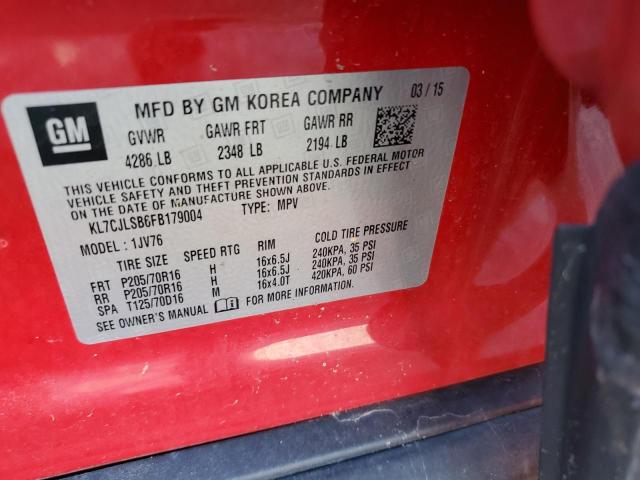 GM MFD BY GM KOREA COMPANY 03 / 15
GVWR GAWR FRT GAWR RR
4286 LB 2348 LB 2194 LB
THIS VEHICLE CONFORMS TO ALL APPLICABLE U.S. FEDERAL MOTOR
VEHICLE SAFETY AND THEFT PREVENTION STANDARDS IN EFFECT
ON THE DATE OF MANUFACTURE SHOWN ABOVE.
KL7CJLSB6FB179004 TYPE: MPV
MODEL: 1JV76
TIRE SIZE SPEED RTG RIM COLD TIRE PRESSURE
FRT P205/70R16 H 16x6.5J 240KPA, 35 PSI
RR P205/70R16 H 16x6.5J 240KPA, 35 PSI
SPA T125/70D16 M 16x4.0T 420KPA, 60 PSI
SEE OWNER'S MANUAL FOR MORE INFORMATION.